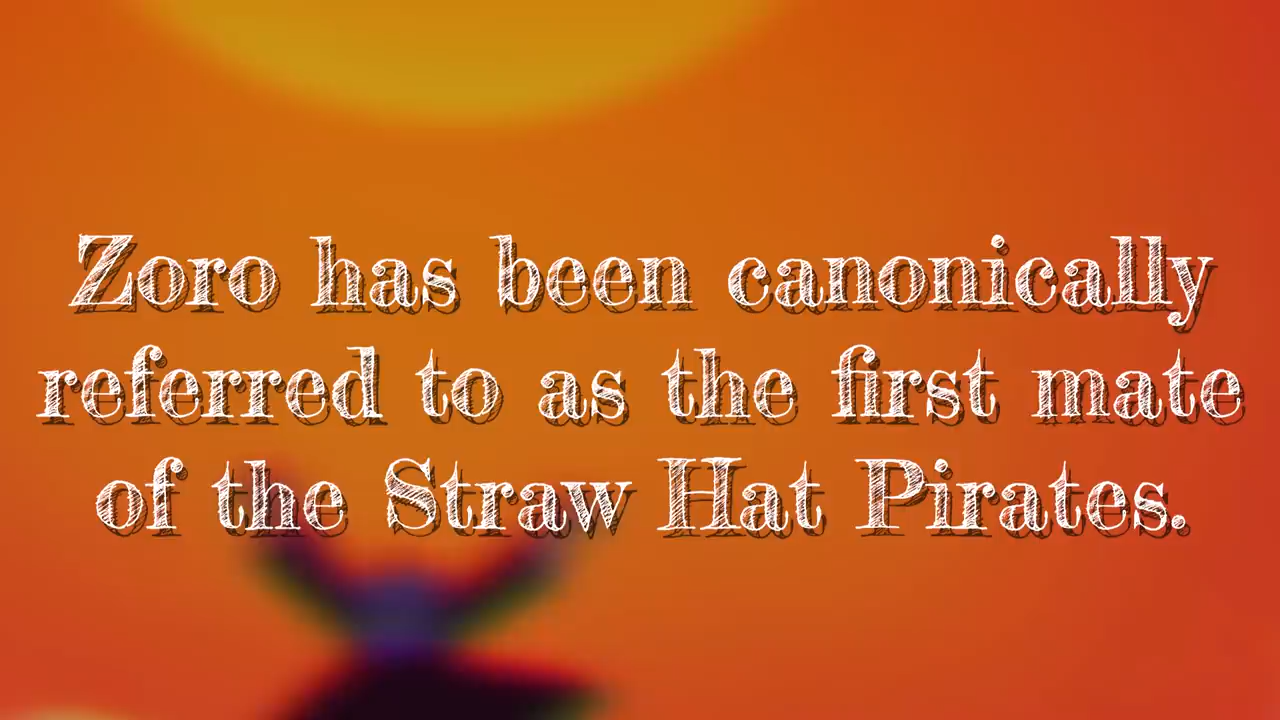 Zoro has been canonically
referred to as the first mate
of the Straw Hat Pirates.